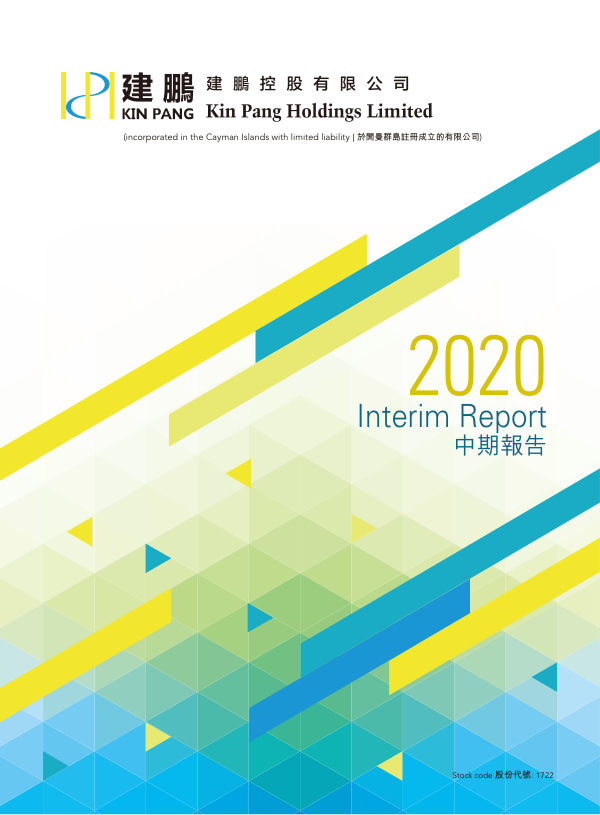 建鵬
KIN PANG
建鵬控股有限公司
Kin Pang Holdings Limited
(incorporated in the Cayman Islands with limited liability | 於開曼群島註冊成立的有限公司)
2020
Interim Report
中期報告
Stock code 股份代號: 1722